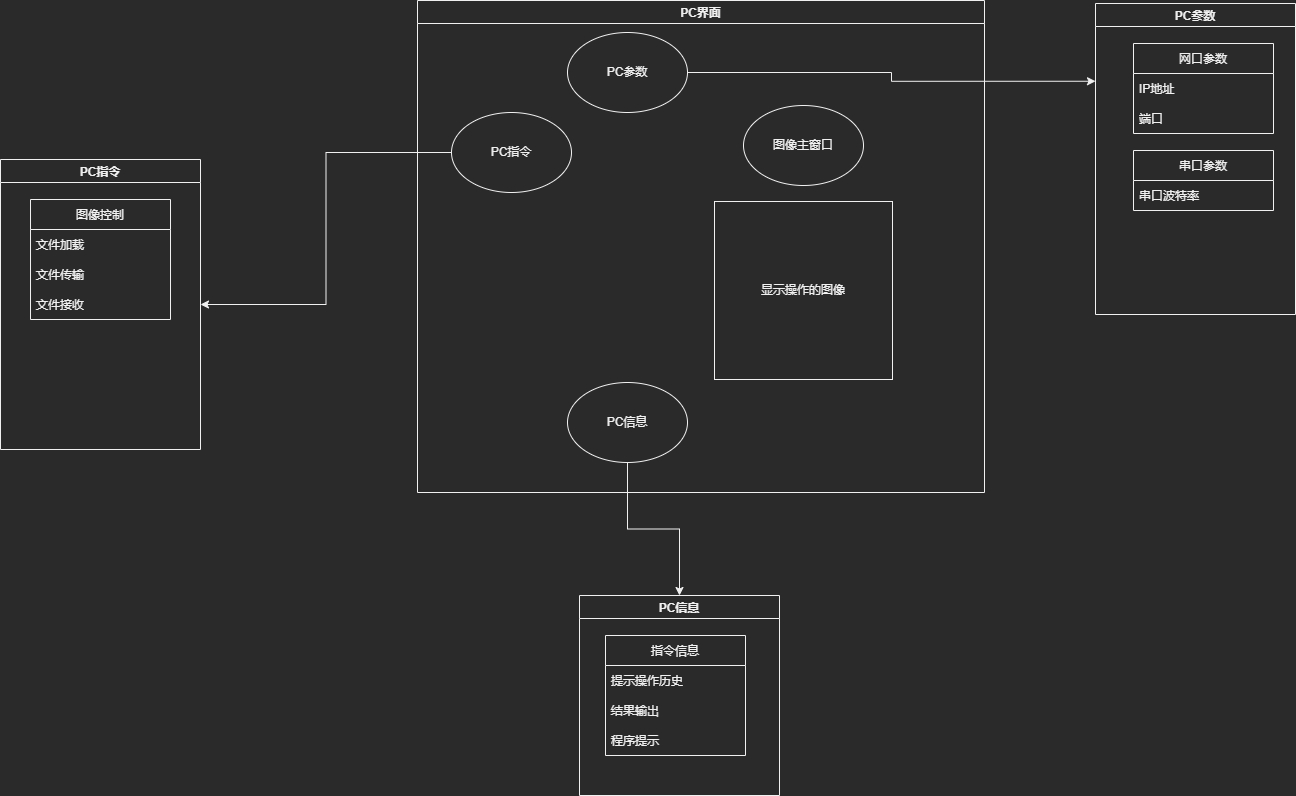 PC界面
PC参数
PC指令
图像主窗口
显示操作的图像
PC信息
PC参数
网口参数
IP地址
端口
串口参数
串口波特率
PC指令
图像控制
文件加载
文件传输
文件接收
PC信息
指令信息
提示操作历史
结果输出
程序提示